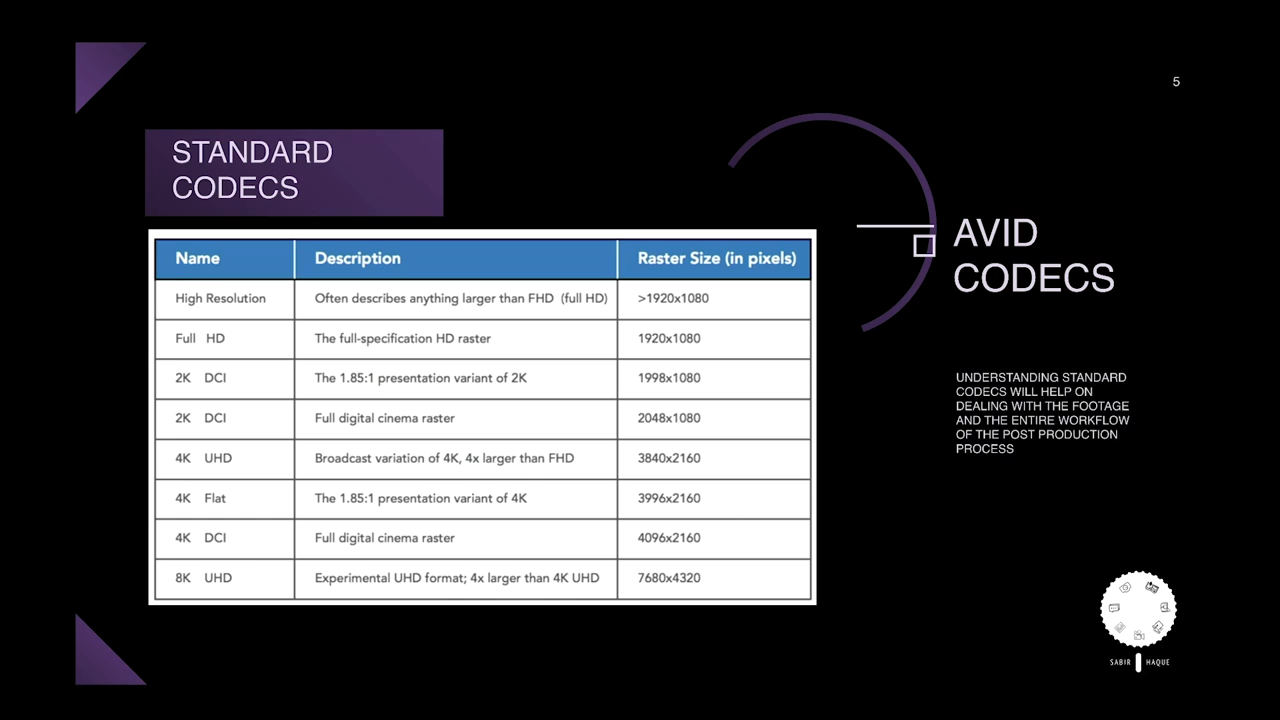 5
STANDARD
CODECS
Name Description Raster Size (in pixels)
High Resolution Often describes anything larger than FHD (full HD) >1920x1080
Full HD The full-specification HD raster 1920x1080
2K DCI The 1.85:1 presentation variant of 2K 1998x1080
2K DCI Full digital cinema raster 2048x1080
4K UHD Broadcast variation of 4K, 4x larger than FHD 3840x2160
4K Flat The 1.85:1 presentation variant of 4K 3996x2160
4K DCI Full digital cinema raster 4096x2160
8K UHD Experimental UHD format; 4x larger than 4K UHD 7680x4320
AVID
CODECS
UNDERSTANDING STANDARD
CODECS WILL HELP ON
DEALING WITH THE FOOTAGE
AND THE ENTIRE WORKFLOW
OF THE POST PRODUCTION
PROCESS
SABIR HAQUE